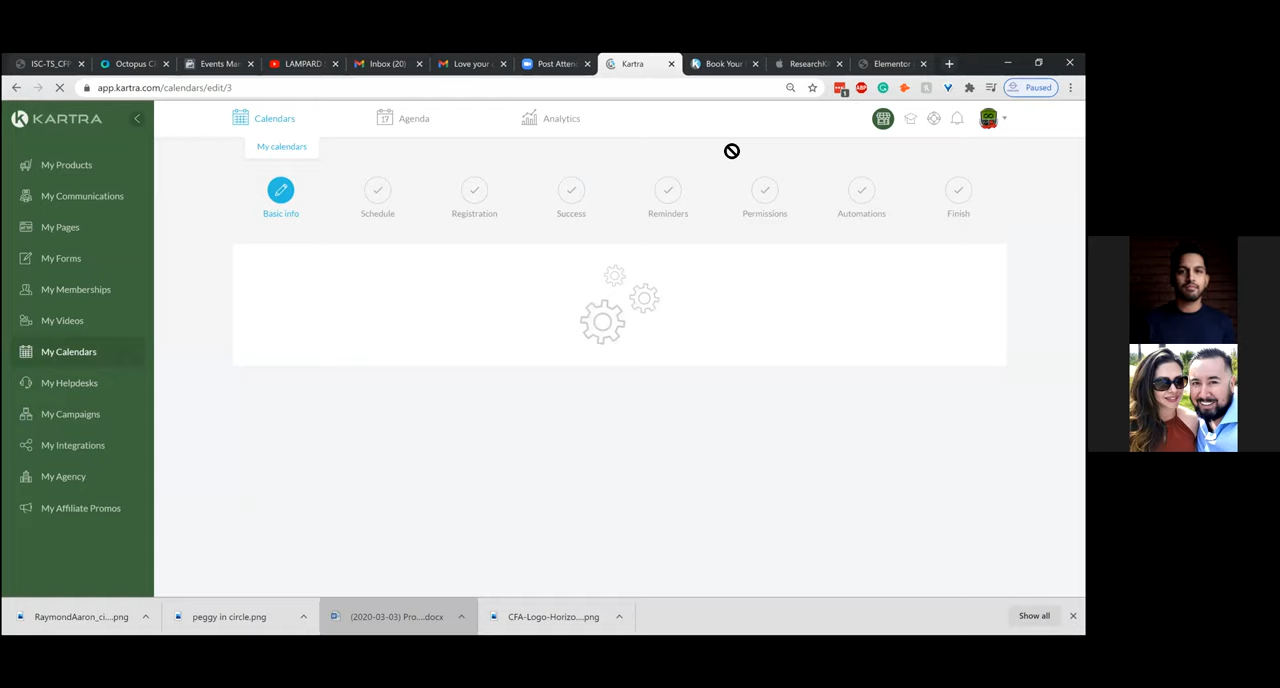 ISC-TS_CFP
Octopus C
Events Mar
LAMPARD
Inbox (20)
Love your
Post Atten
Kartra
Book Your
ResearchK
Elementor
app.kartra.com/calendars/edit/3
Paused
KARTRA
Calendars
Agenda
Analytics
My calendars
My Products
My Communications
My Pages
My Forms
My Memberships
My Videos
My Calendars
My Helpdesks
My Campaigns
My Integrations
My Agency
My Affiliate Promos
Basic info
Schedule
Registration
Success
Reminders
Permissions
Automations
Finish
RaymondAaron_ci....png
peggy in circle.png
(2020-03-03) Pro....docx
CFA-Logo-Horizo....png
Show all